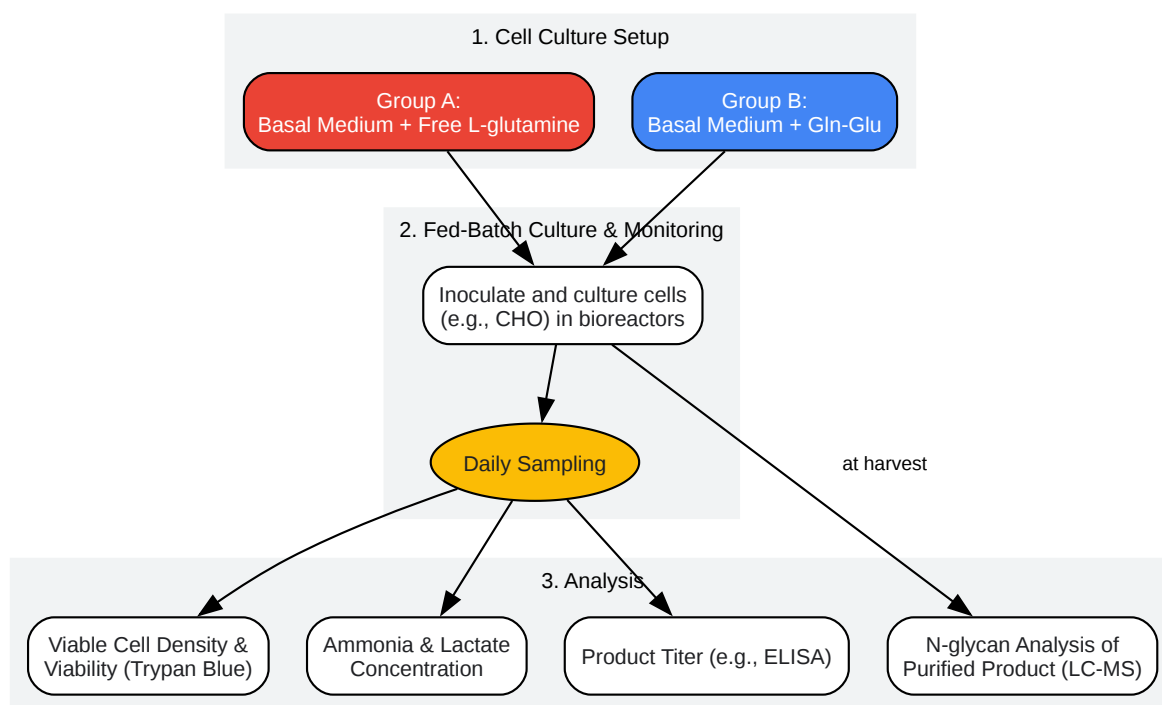 1. Cell Culture Setup
Group A:
Basal Medium + Free L-glutamine
Group B:
Basal Medium + Gln-Glu
2. Fed-Batch Culture & Monitoring
Inoculate and culture cells
(e.g., CHO) in bioreactors
Daily Sampling
at harvest
3. Analysis
Viable Cell Density &
Viability (Trypan Blue)
Ammonia & Lactate
Concentration
Product Titer (e.g., ELISA)
N-glycan Analysis of
Purified Product (LC-MS)